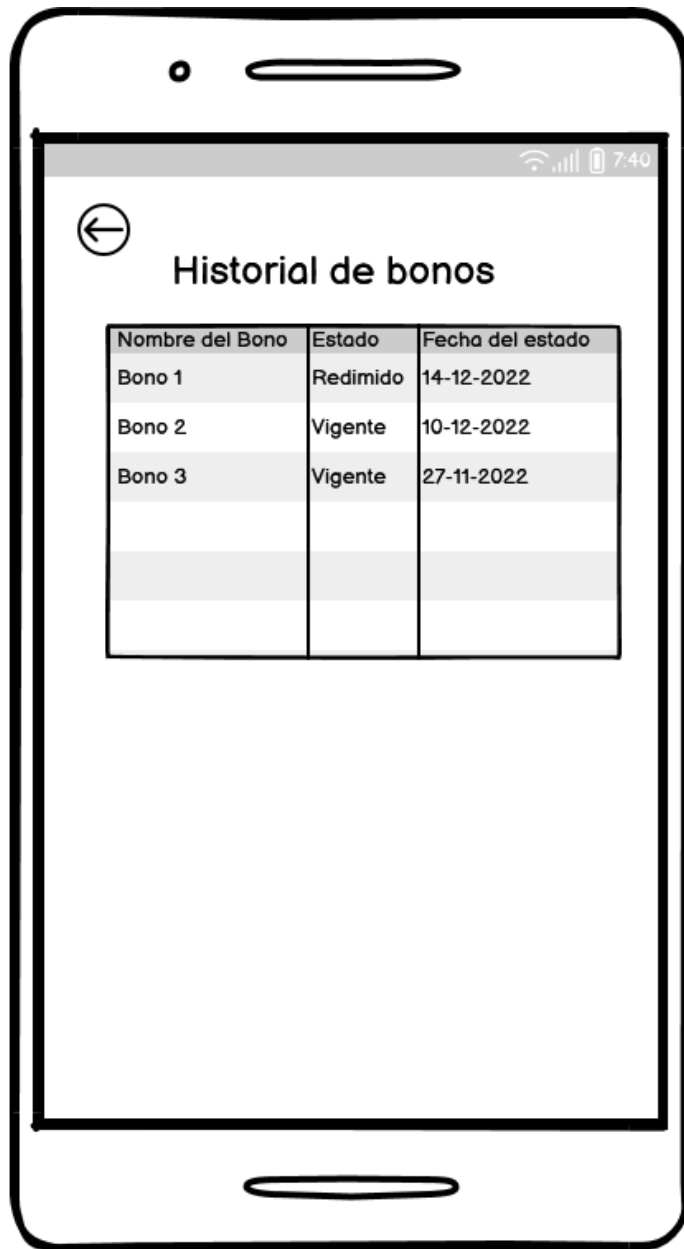 7:40
Historial de bonos
Nombre del Bono Estado Fecha del estado
Bono 1 Redimido 14-12-2022
Bono 2 Vigente 10-12-2022
Bono 3 Vigente 27-11-2022